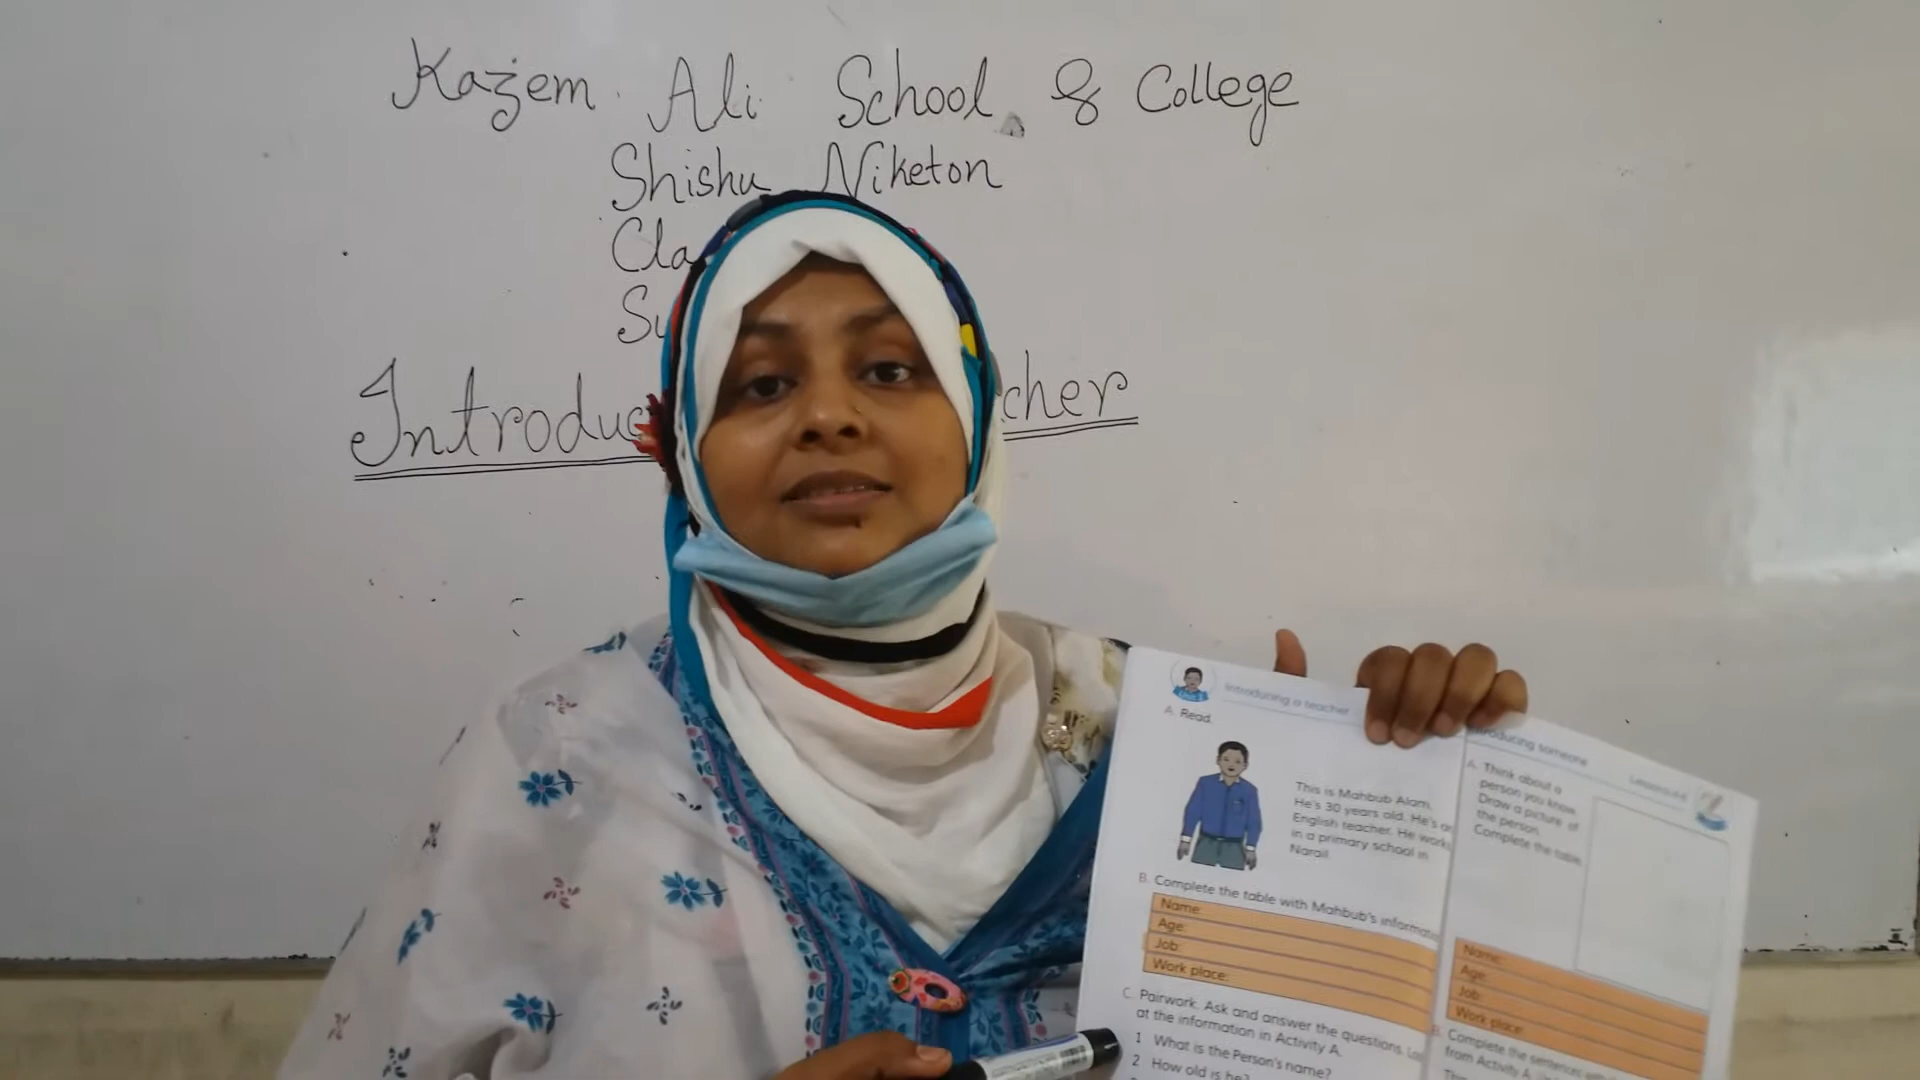 Kazem Ali School & College
Shishu Niketon
Cla
Su
Introduc cher
Introducing a teacher
A. Read.
This is Mahbub Alam.
He's 30 years old. He's an
English teacher. He works
in a primary school in
Narail.
B. Complete the table with Mahbub's informati
Name:
Age:
Job:
Work place:
C. Pairwork. Ask and answer the questions.
at the information in Activity A.
1 What is the Person's name?
2 How old is he?
troducing someone
A. Think about a
person you know.
Draw a picture of
the person.
Complete the table.
Name:
Age:
Job:
Work place:
B. Complete the sentences
from Activity A.